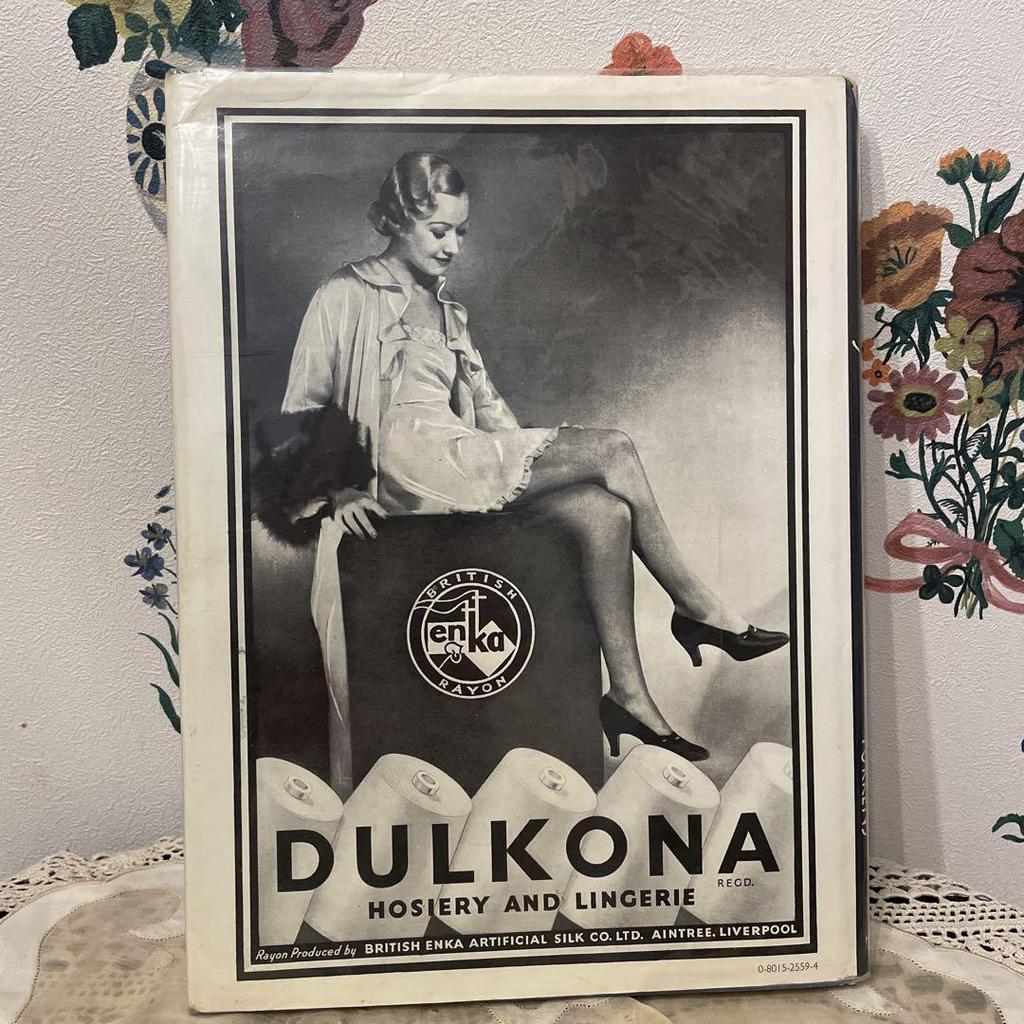 BRITISH
enka
RAYON
DULKONA
REGD.
HOSIERY AND LINGERIE
Rayon Produced by BRITISH ENKA ARTIFICIAL SILK CO. LTD. AINTREE, LIVERPOOL
0-8015-2559-4